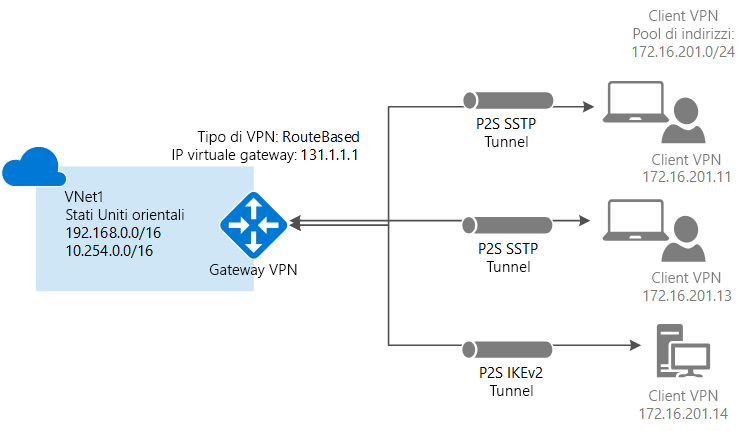 Client VPN
Pool di indirizzi:
172.16.201.0/24
Tipo di VPN: RouteBased
IP virtuale gateway: 131.1.1.1
P2S SSTP
Tunnel
Client VPN
172.16.201.11
VNet1
Stati Uniti orientali
192.168.0.0/16
10.254.0.0/16
Gateway VPN
P2S SSTP
Tunnel
Client VPN
172.16.201.13
P2S IKEv2
Tunnel
Client VPN
172.16.201.14